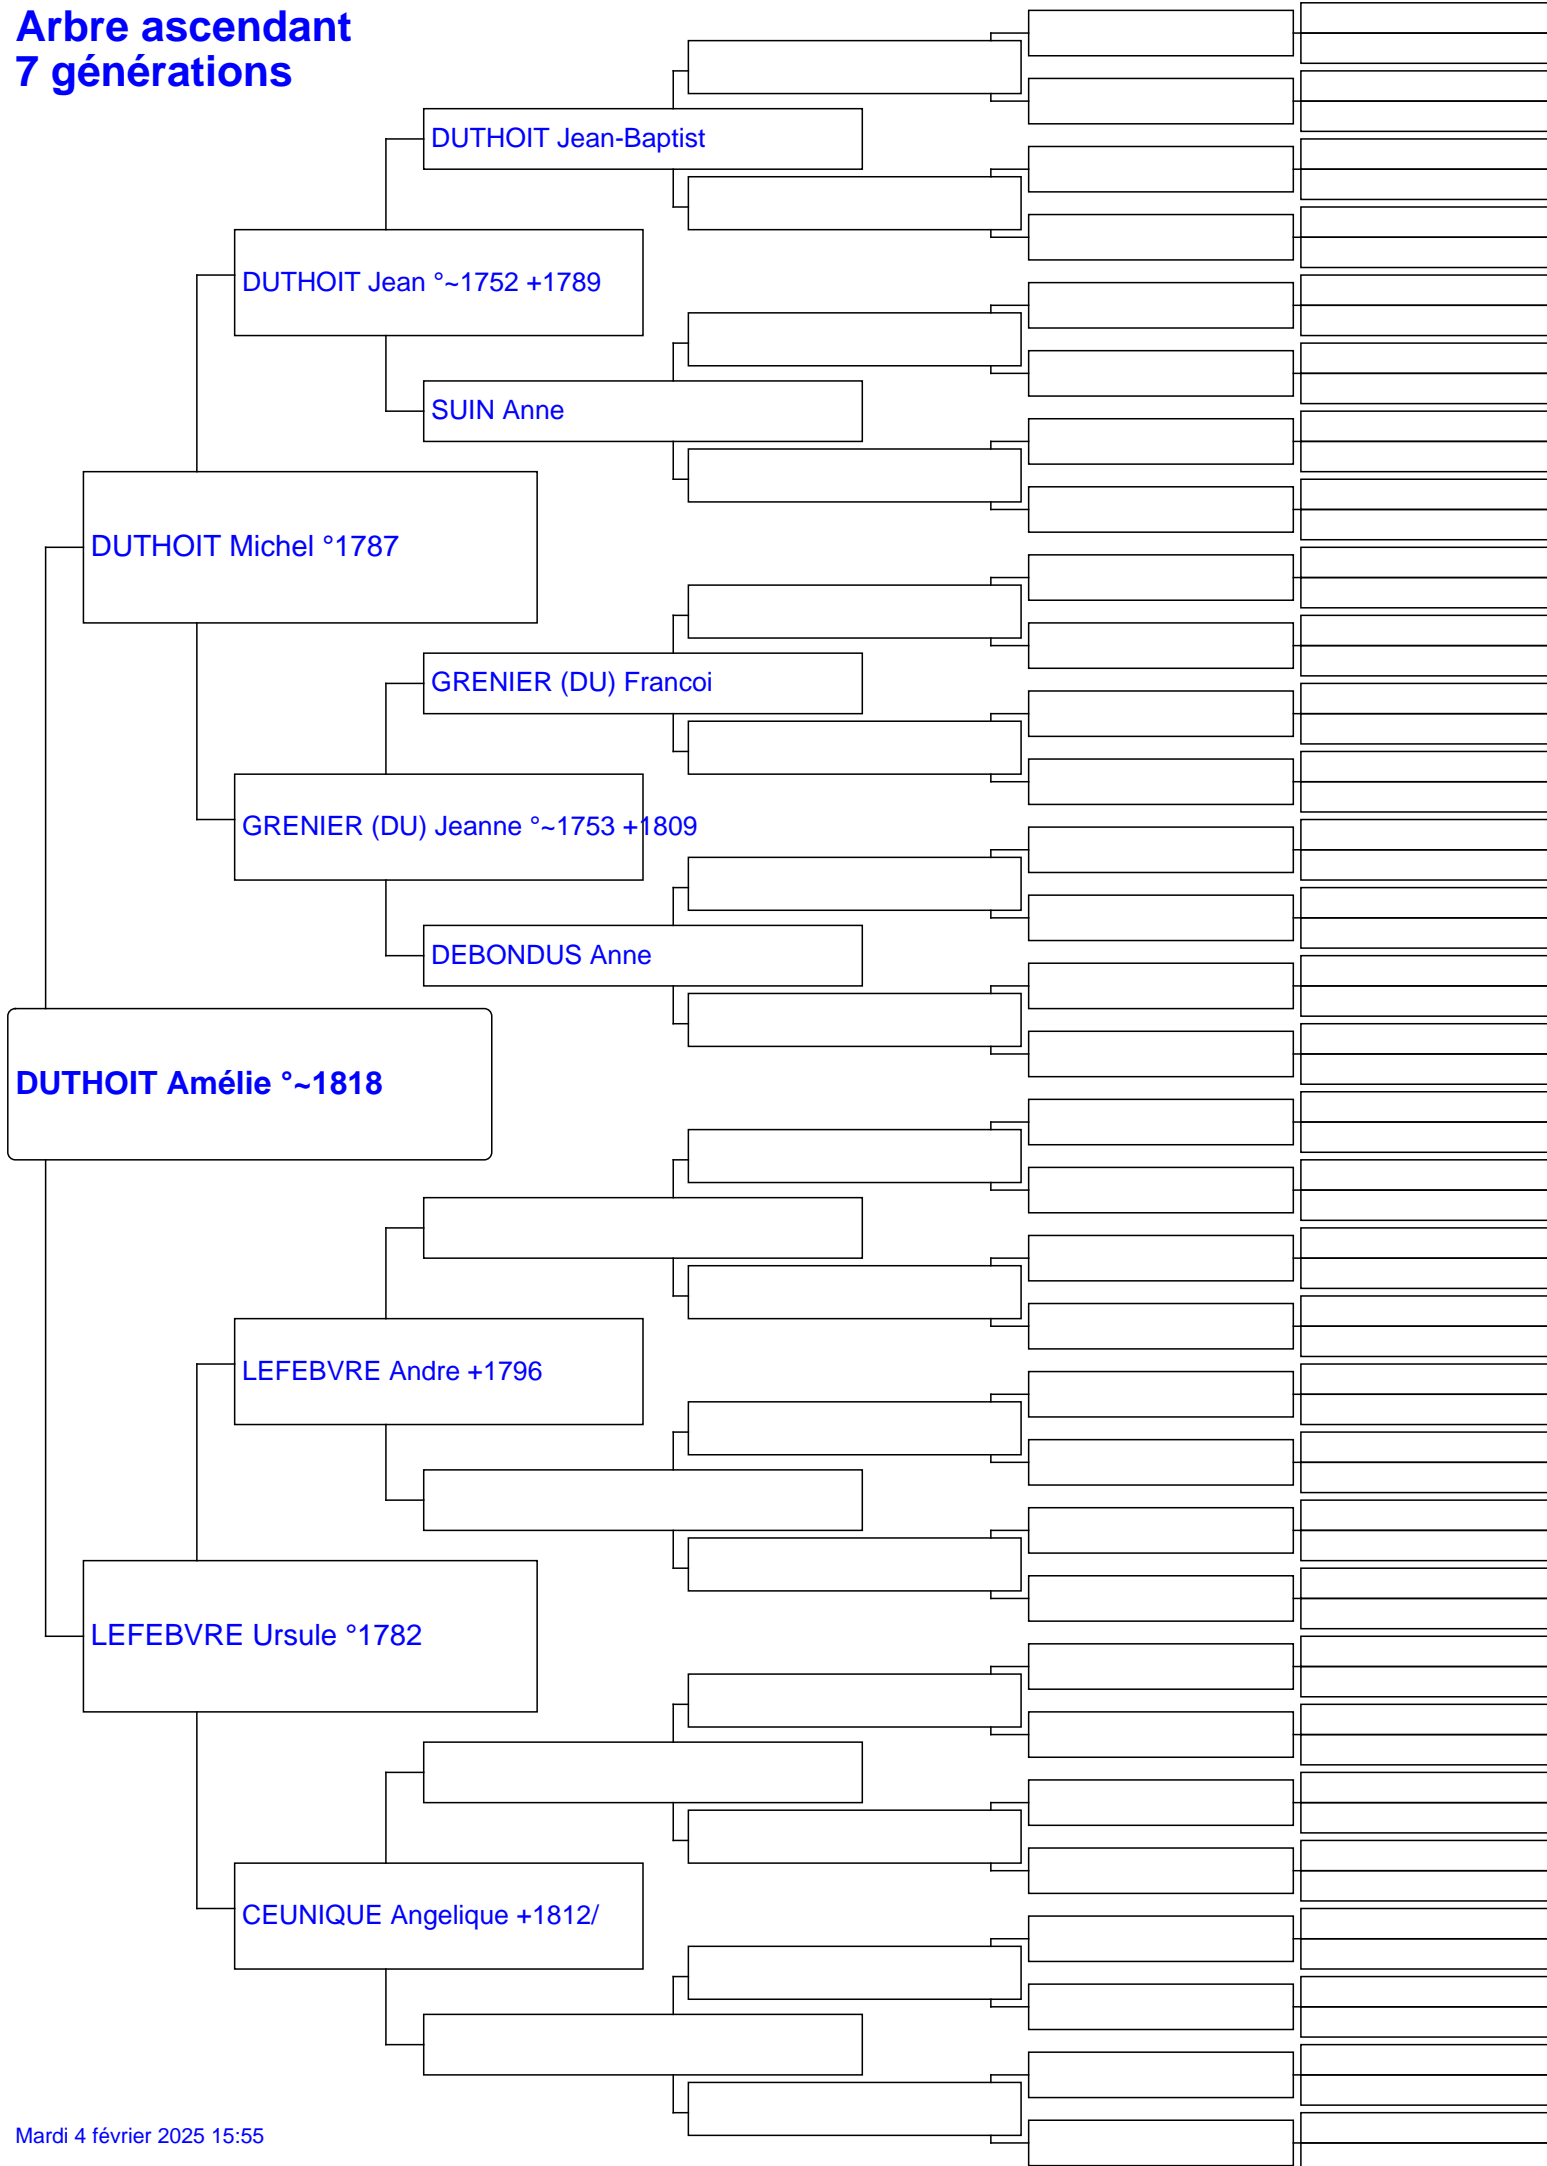 Arbre ascendant
7 générations
DUTHOIT Jean-Baptist
DUTHOIT Jean °~1752 +1789
SUIN Anne
DUTHOIT Michel °1787
GRENIER (DU) Francoi
GRENIER (DU) Jeanne °~1753 +1809
DEBONDUS Anne
DUTHOIT Amélie °~1818
LEFEBVRE Andre +1796
LEFEBVRE Ursule °1782
CEUNIQUE Angelique +1812/
Mardi 4 février 2025 15:55